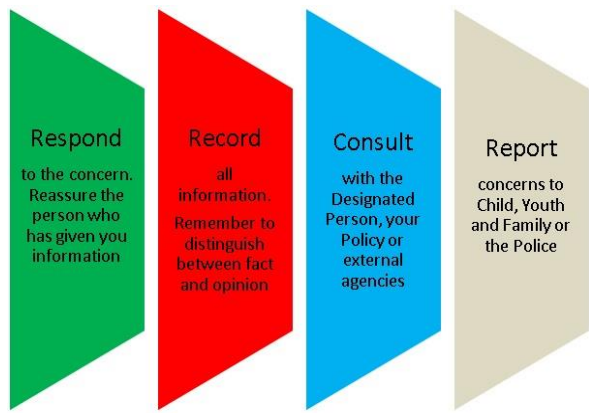 Respond
to the concern.
Reassure the
person who
has given you
information
Record
all
information.
Remember to
distinguish
between fact
and opinion
Consult
with the
Designated
Person, your
Policy or
external
agencies
Report
concerns to
Child, Youth
and Family or
the Police